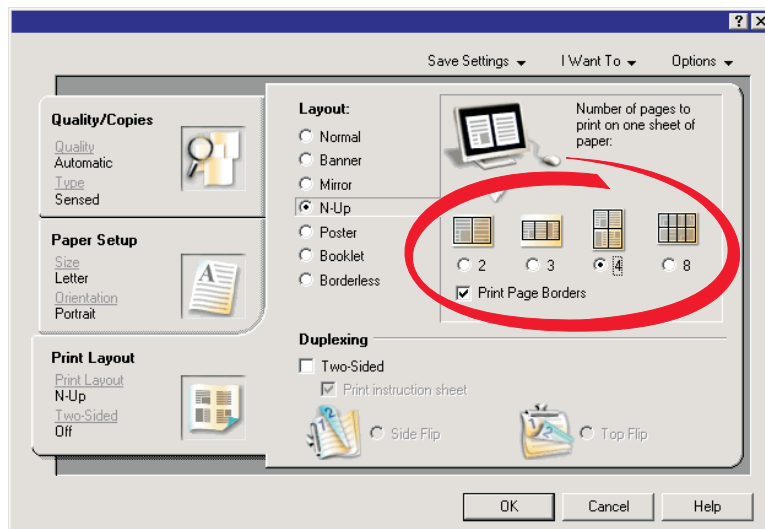 Save Settings
I Want To
Options
Quality/Copies
Quality
Automatic
Type
Sensed
Paper Setup
Size
Letter
Orientation
Portrait
Print Layout
Print Layout
N-Up
Two-Sided
Off
Layout:
Normal
Banner
Mirror
N-Up
Poster
Booklet
Borderless
Number of pages to
print on one sheet of
paper:
2
3
4
8
Print Page Borders
Duplexing
Two-Sided
Print instruction sheet
Side Flip
Top Flip
OK
Cancel
Help